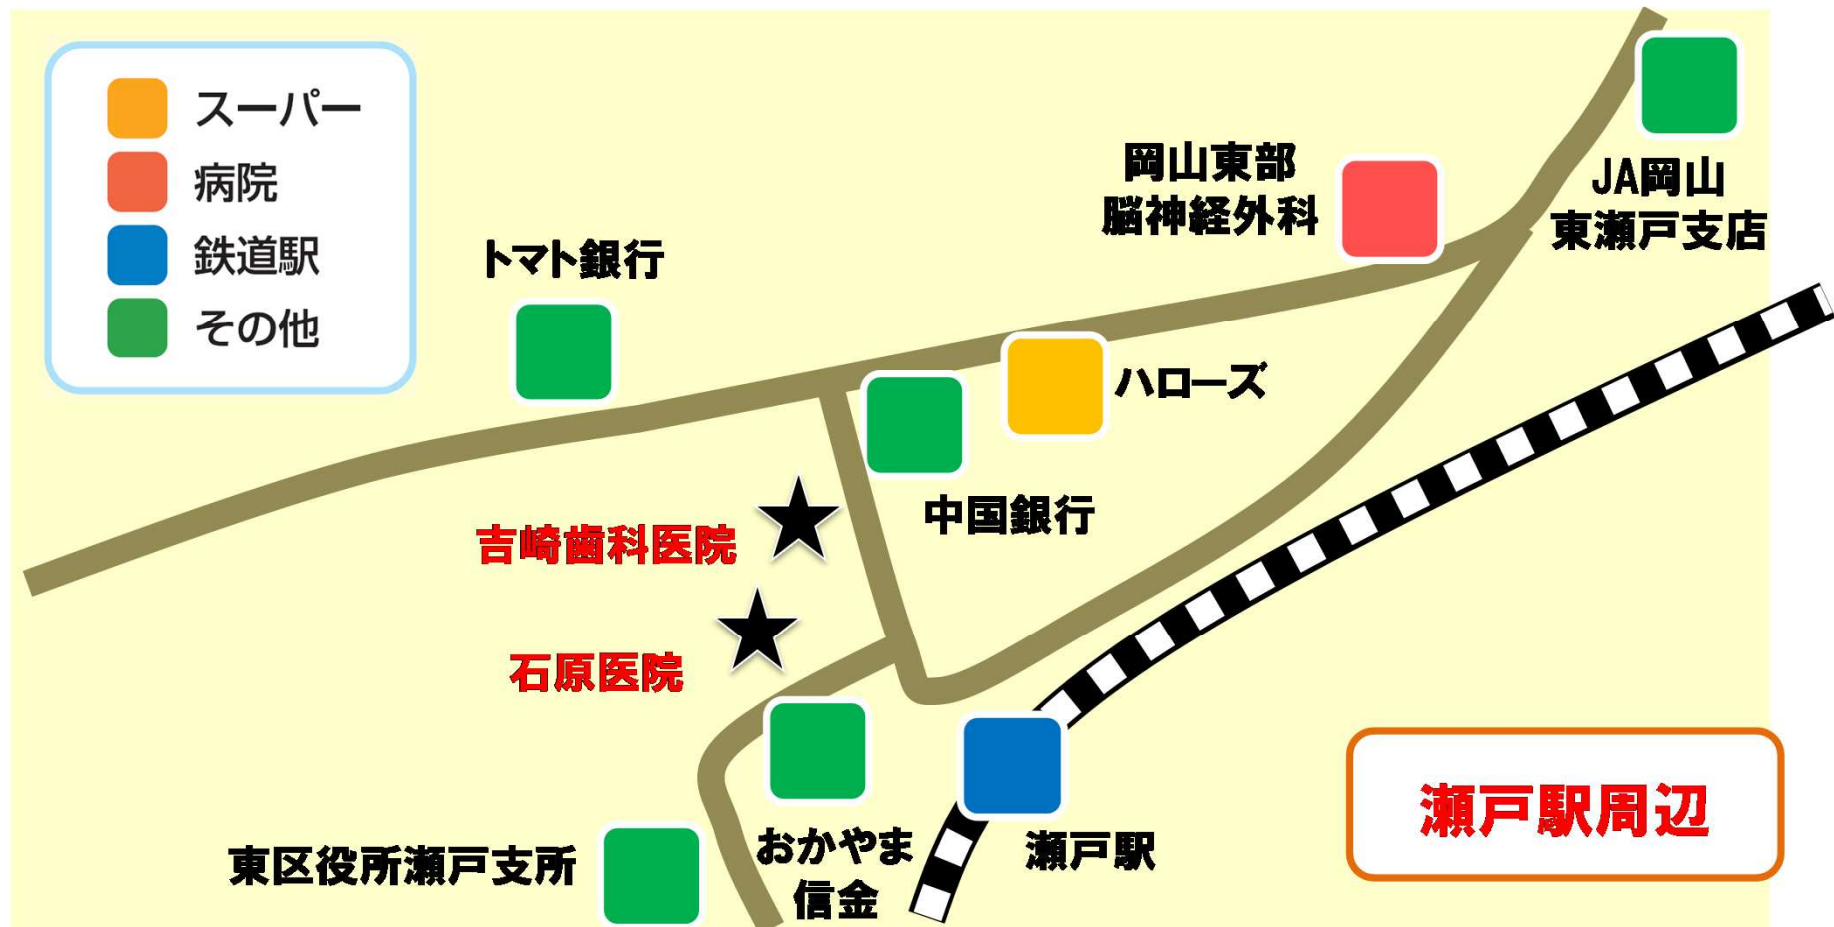 スーパー
病院
鉄道駅
その他
岡山東部
脳神経外科
JA岡山
東瀬戸支店
トマト銀行
ハローズ
中国銀行
吉崎歯科医院
石原医院
おかやま
信金
瀬戸駅
東区役所瀬戸支所
瀬戸駅周辺